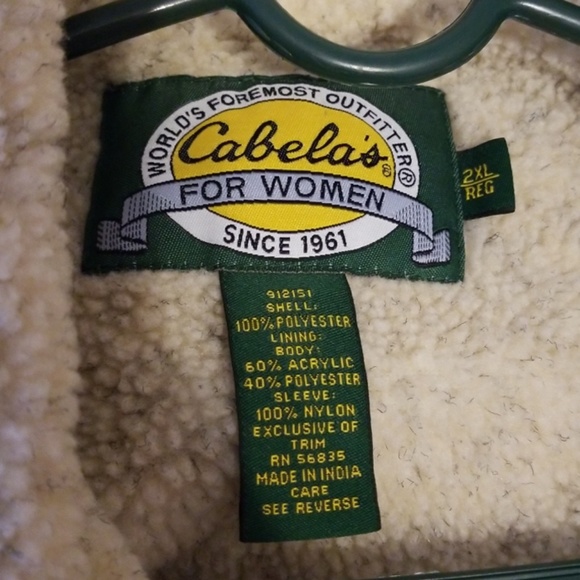 WORLD'S FOREMOST OUTFITTER®
Cabela's®
FOR WOMEN
SINCE 1961
2XL
REG
912151
SHELL:
100% POLYESTER
LINING:
BODY:
60% ACRYLIC
40% POLYESTER
SLEEVE:
100% NYLON
EXCLUSIVE OF
TRIM
RN 56835
MADE IN INDIA
CARE
SEE REVERSE